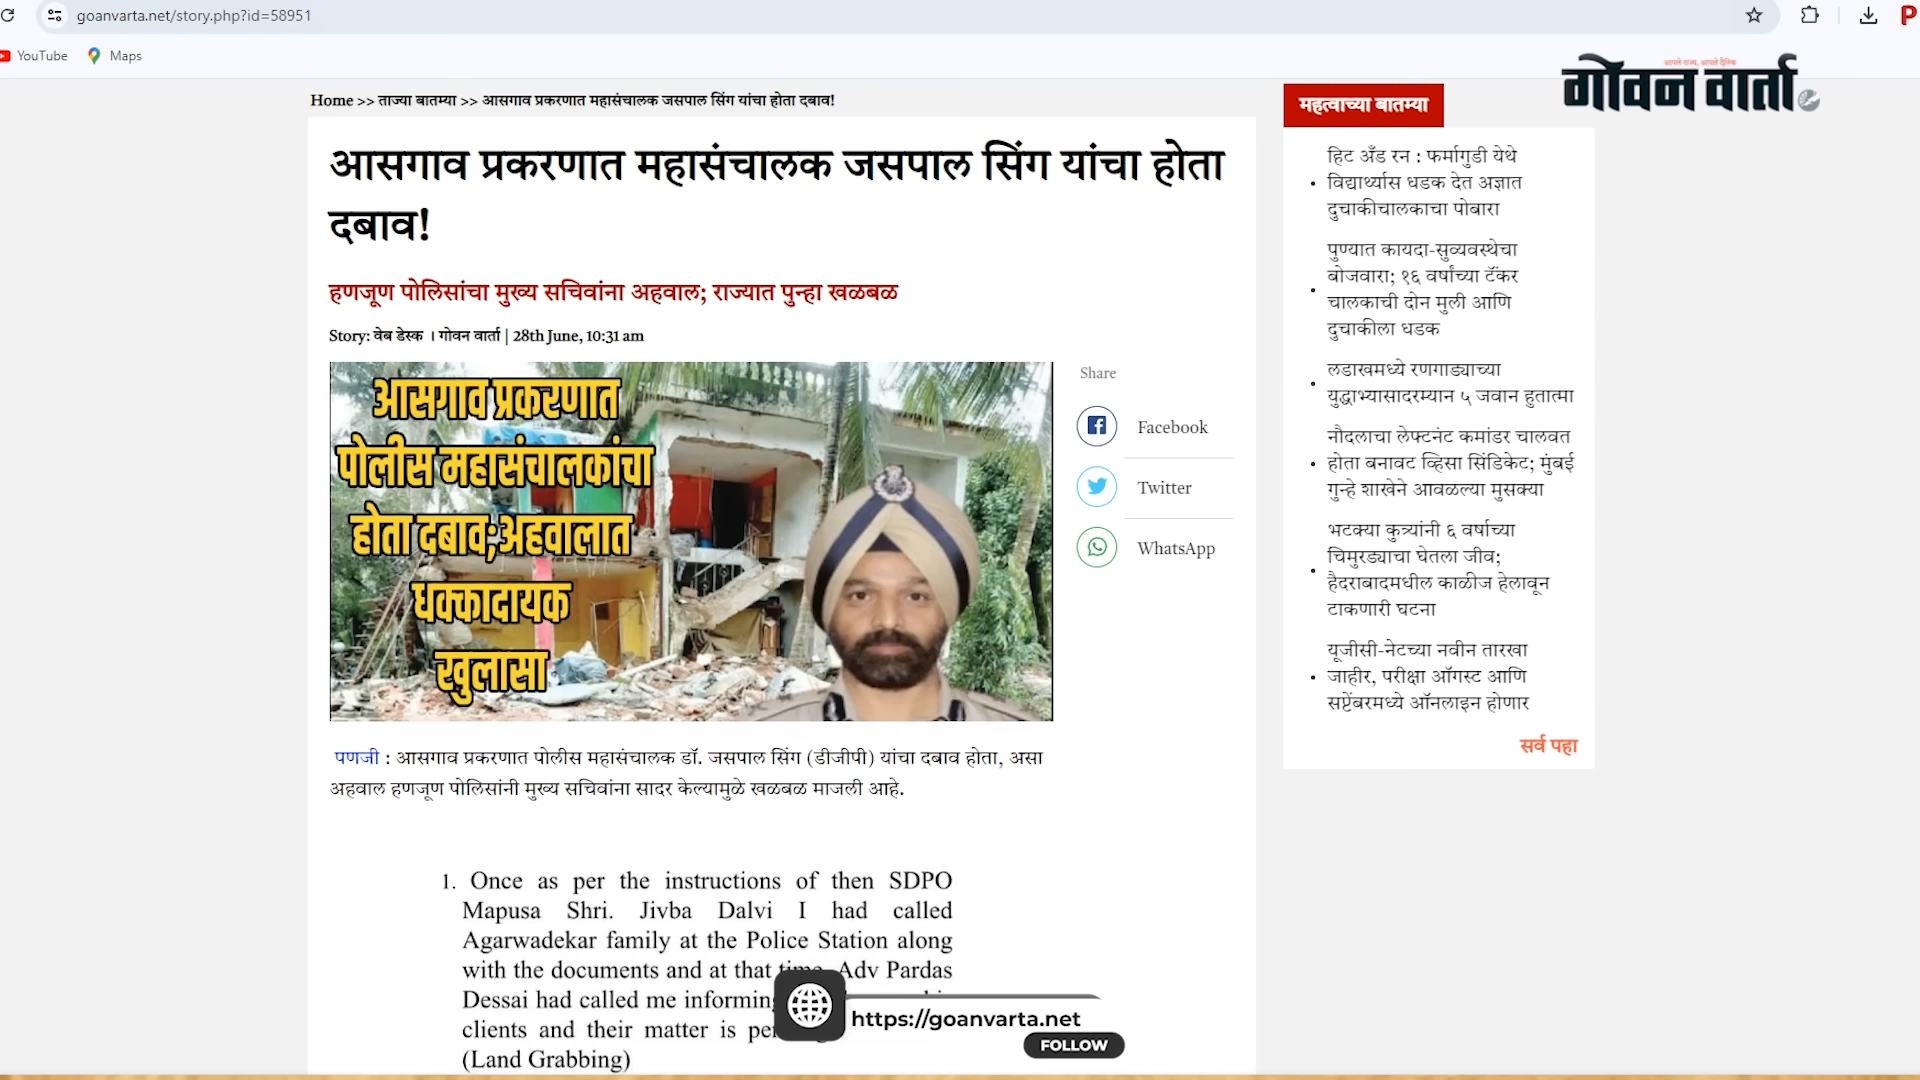 goanvarta.net/story.php?id=58951
YouTube
Maps
आपले राज्य, आपले दैनिक
गोवन वार्ता
Home >> ताज्या बातम्या >> आसगाव प्रकरणात महासंचालक जसपाल सिंग यांचा होता दबाव!
आसगाव प्रकरणात महासंचालक जसपाल सिंग यांचा होता
दबाव!
हणजूण पोलिसांचा मुख्य सचिवांना अहवाल; राज्यात पुन्हा खळबळ
Story: वेब डेस्क । गोवन वार्ता | 28th June, 10:31 am
आसगाव प्रकरणात
पोलीस महासंचालकांचा
होता दबाव;अहवालात
धक्कादायक
खुलासा
Share
Facebook
Twitter
WhatsApp
पणजी : आसगाव प्रकरणात पोलीस महासंचालक डॉ. जसपाल सिंग (डीजीपी) यांचा दबाव होता, असा
अहवाल हणजूण पोलिसांनी मुख्य सचिवांना सादर केल्यामुळे खळबळ माजली आहे.
1. Once as per the instructions of then SDPO
Mapusa Shri. Jivba Dalvi I had called
Agarwadekar family at the Police Station along
with the documents and at that time Adv Pardas
Dessai had called me informing
clients and their matter is
(Land Grabbing)
https://goanvarta.net
FOLLOW
महत्वाच्या बातम्या
• हिट अँड रन : फर्मागुडी येथे
विद्यार्थ्यास धडक देत अज्ञात
दुचाकीचालकाचा पोबारा
• पुण्यात कायदा-सुव्यवस्थेचा
बोजवारा; १६ वर्षांच्या टॅंकर
चालकाची दोन मुली आणि
दुचाकीला धडक
• लडाखमध्ये रणगाड्याच्या
युद्धाभ्यासादरम्यान ५ जवान हुतात्मा
• नौदलाचा लेफ्टनंट कमांडर चालवत
होता बनावट व्हिसा सिंडिकेट; मुंबई
गुन्हे शाखेने आवळल्या मुसक्या
• भटक्या कुत्र्यांनी ६ वर्षाच्या
चिमुरड्याचा घेतला जीव;
हैदराबादमधील काळीज हेलावून
टाकणारी घटना
• यूजीसी-नेटच्या नवीन तारखा
जाहीर, परीक्षा ऑगस्ट आणि
सप्टेंबरमध्ये ऑनलाइन होणार
सर्व पहा